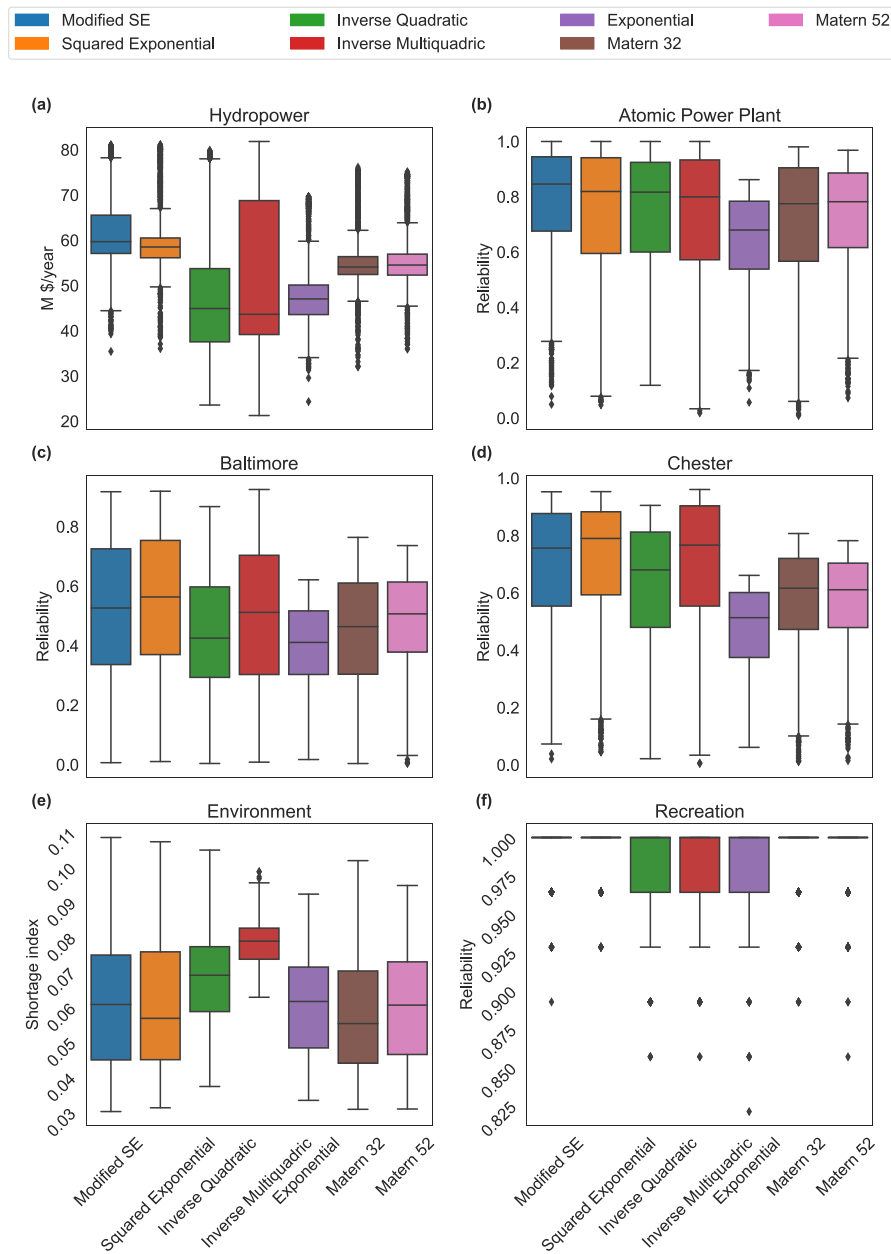 Modified SE
Squared Exponential
Inverse Quadratic
Inverse Multiquadric
Exponential
Matern 32
Matern 52
(a)
Hydropower
M $/year
80
70
60
50
40
30
20
(b)
Atomic Power Plant
Reliability
1.0
0.8
0.6
0.4
0.2
0.0
(c)
Baltimore
Reliability
0.8
0.6
0.4
0.2
0.0
(d)
Chester
Reliability
1.0
0.8
0.6
0.4
0.2
0.0
(e)
Environment
Shortage index
0.11
0.10
0.09
0.08
0.07
0.06
0.05
0.04
0.03
Modified SE
Squared Exponential
Inverse Quadratic
Inverse Multiquadric
Exponential
Matern 32
Matern 52
(f)
Recreation
Reliability
1.000
0.975
0.950
0.925
0.900
0.875
0.850
0.825
Modified SE
Squared Exponential
Inverse Quadratic
Inverse Multiquadric
Exponential
Matern 32
Matern 52